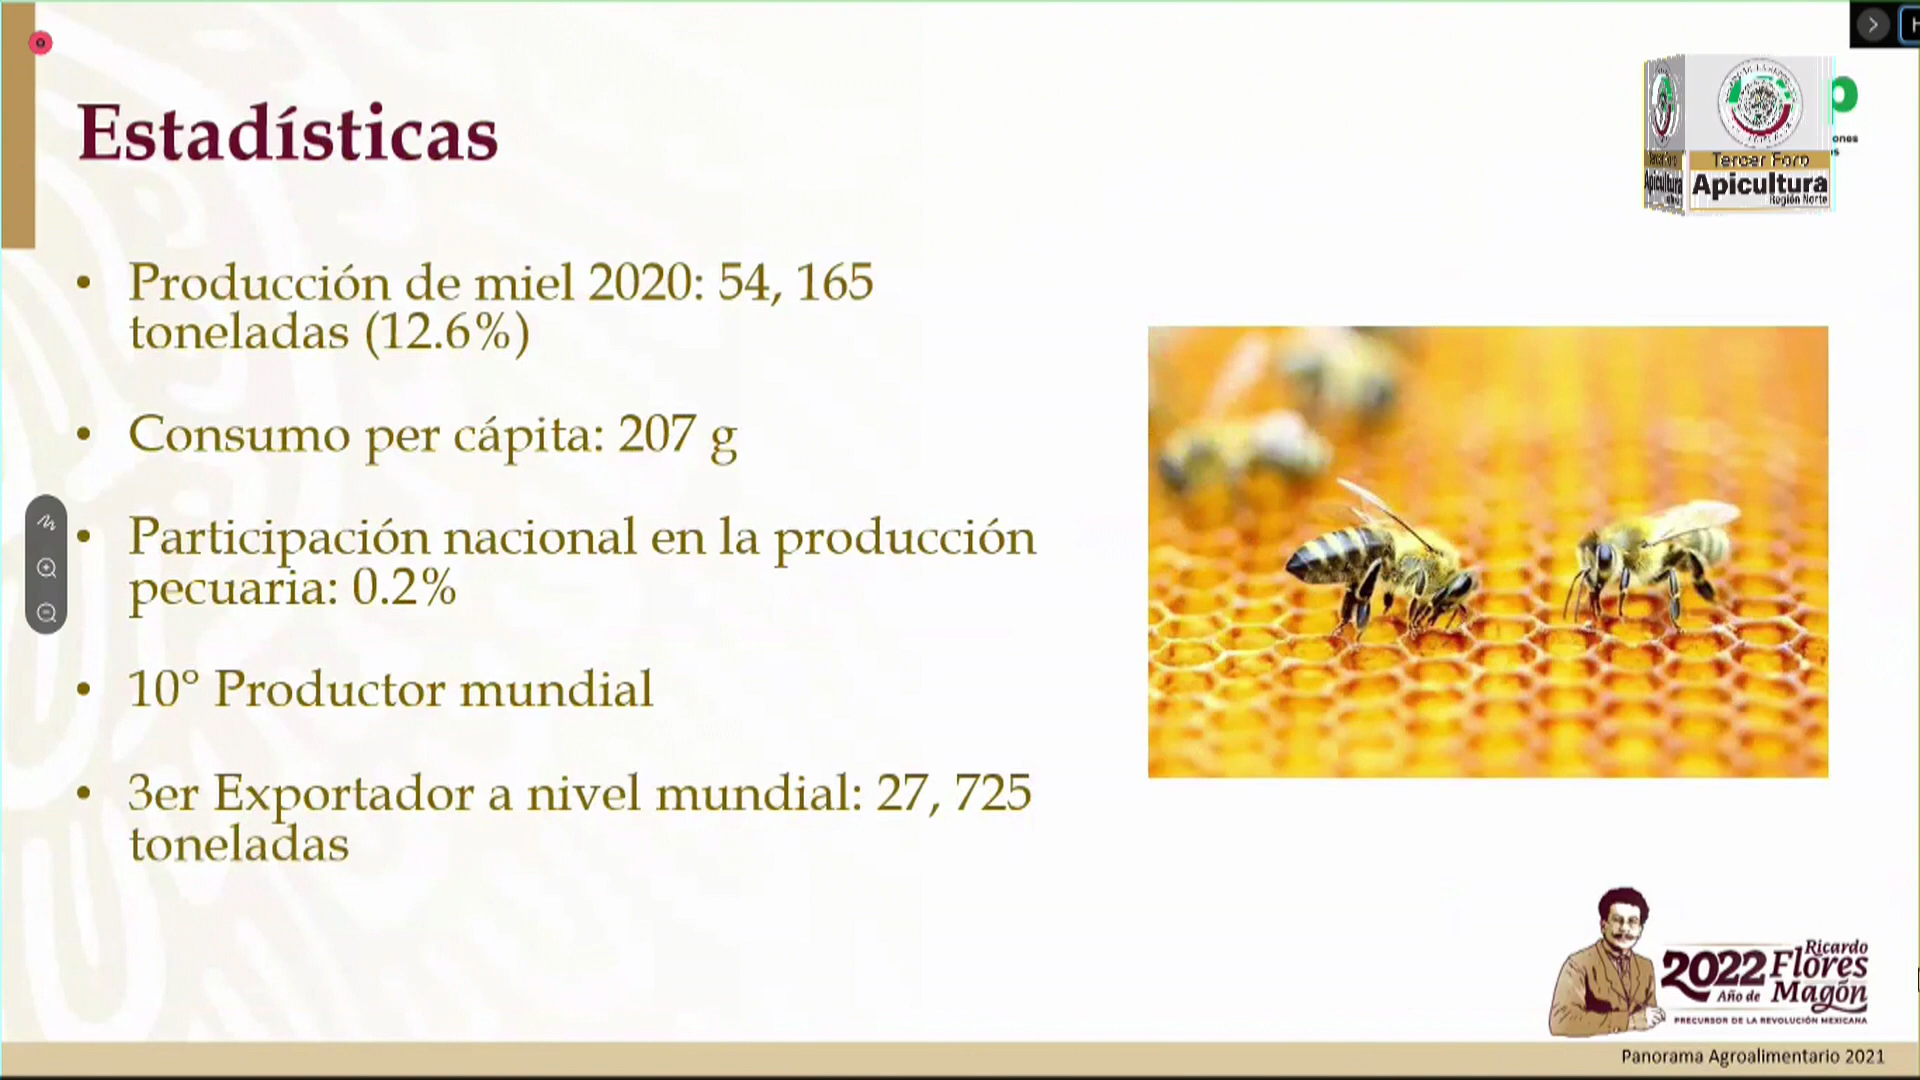 Estadísticas
Tercer Foro
Apicultura
Región Norte
• Producción de miel 2020: 54, 165
toneladas (12.6%)
• Consumo per cápita: 207 g
• Participación nacional en la producción
pecuaria: 0.2%
• 10° Productor mundial
• 3er Exportador a nivel mundial: 27, 725
toneladas
2022 Ricardo
Flores
Año de Magón
PRECURSOR DE LA REVOLUCIÓN MEXICANA
Panorama Agroalimentario 2021